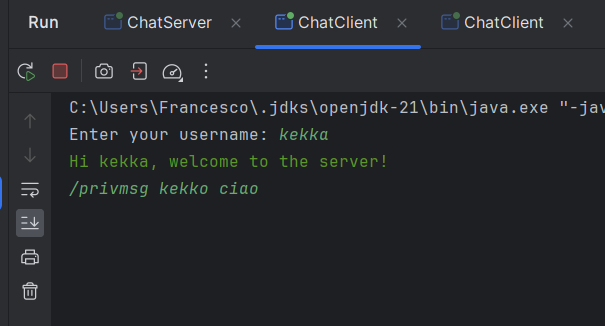 Run ChatServer ChatClient ChatClient
C:\Users\Francesco\.jdks\openjdk-21\bin\java.exe "-jav
Enter your username: kekka
Hi kekka, welcome to the server!
/privmsg kekko ciao